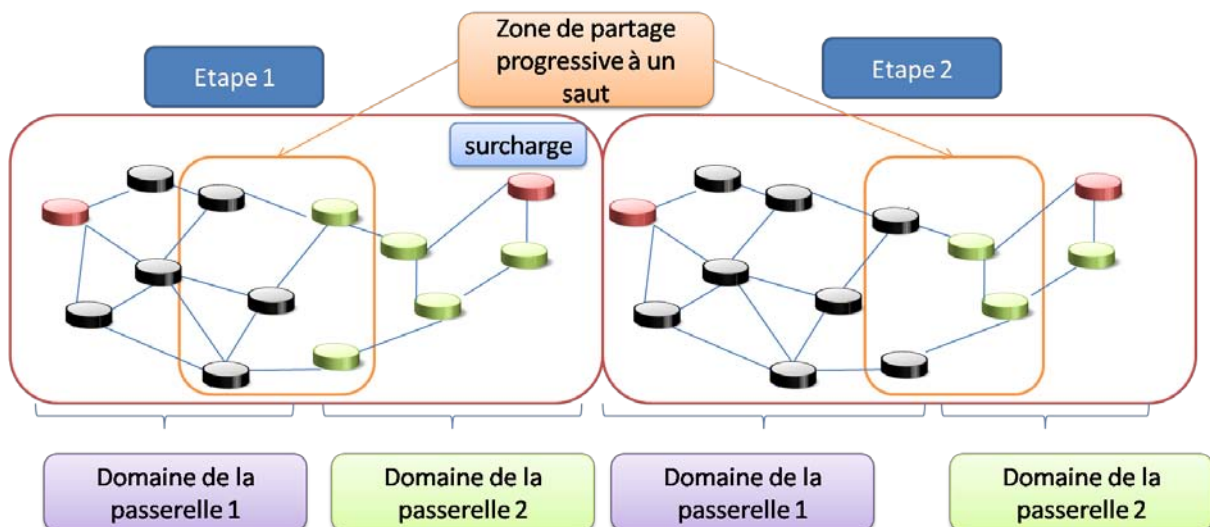 Zone de partage
progressive à un
saut
Etape 1
Etape 2
surcharge
Domaine de la
passerelle 1
Domaine de la
passerelle 2
Domaine de la
passerelle 1
Domaine de la
passerelle 2